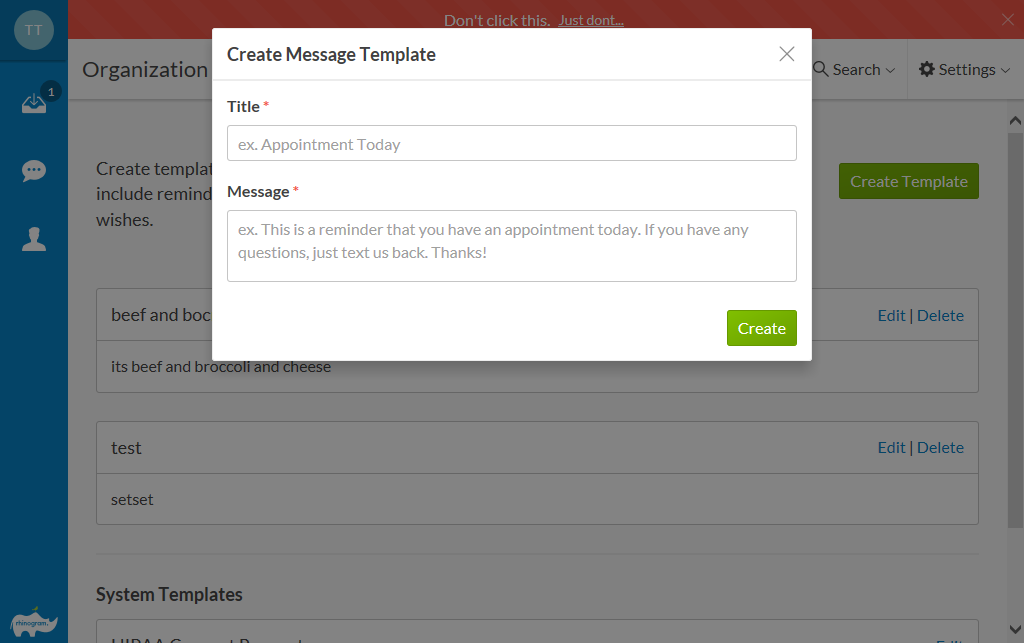 TT
Don't click this. Just dont...
Create Message Template
Organization
Search
Settings
1
Title *
ex. Appointment Today
Create templat
include remind
wishes.
Create Template
Message *
ex. This is a reminder that you have an appointment today. If you have any
questions, just text us back. Thanks!
beef and boc
Edit | Delete
Create
its beef and broccoli and cheese
test
Edit | Delete
setset
System Templates
rhinogram